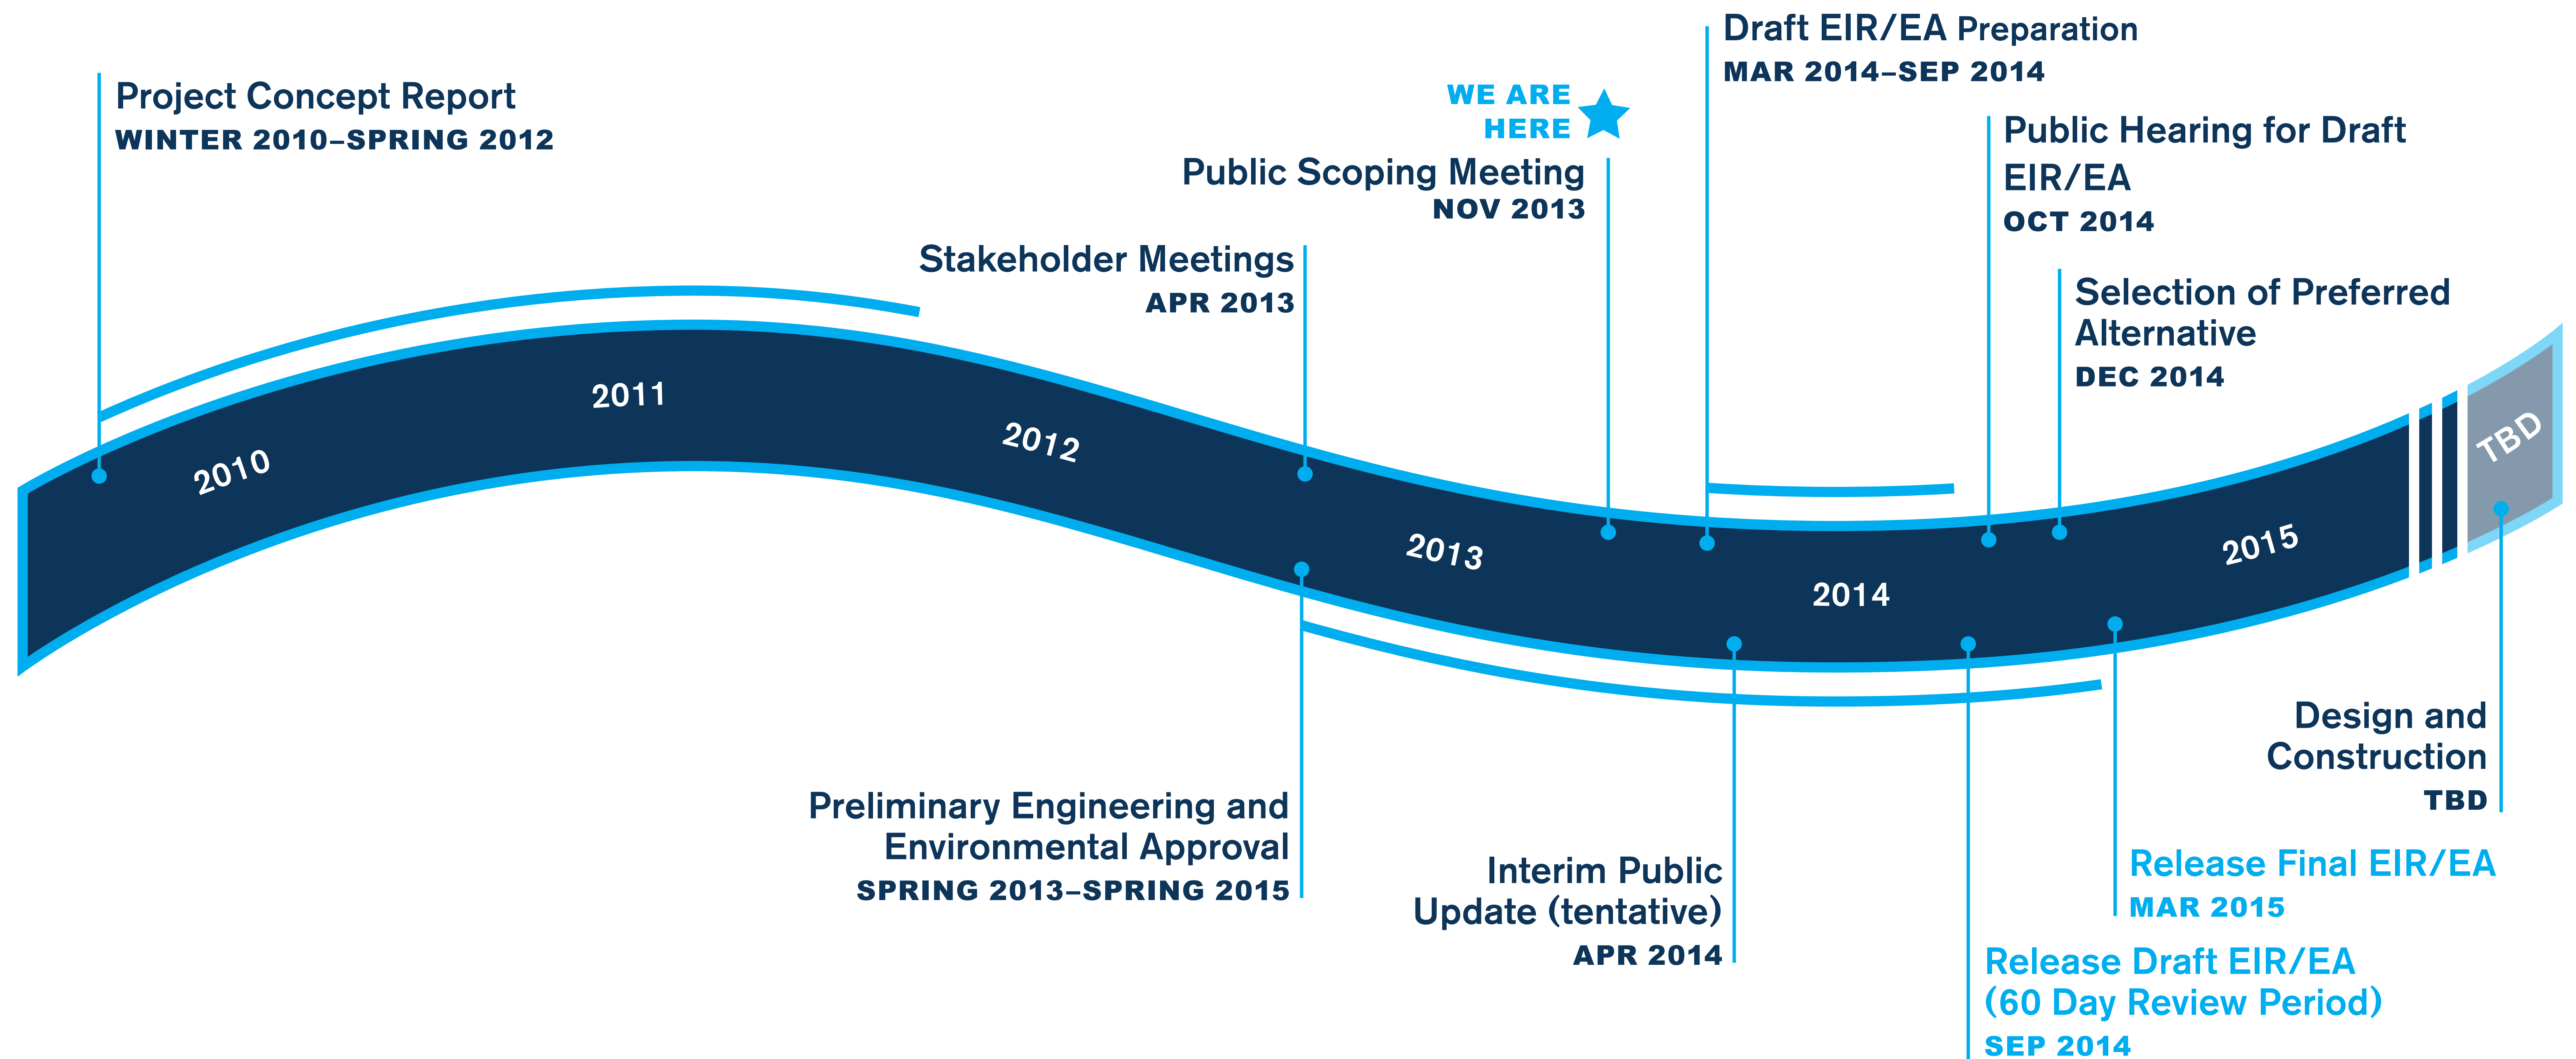 Project Concept Report
WINTER 2010–SPRING 2012
Stakeholder Meetings
APR 2013
WE ARE
HERE
Public Scoping Meeting
NOV 2013
Draft EIR/EA Preparation
MAR 2014–SEP 2014
Public Hearing for Draft
EIR/EA
OCT 2014
Selection of Preferred
Alternative
DEC 2014
2010
2011
2012
2013
2014
2015
TBD
Preliminary Engineering and
Environmental Approval
SPRING 2013–SPRING 2015
Interim Public
Update (tentative)
APR 2014
Release Draft EIR/EA
(60 Day Review Period)
SEP 2014
Release Final EIR/EA
MAR 2015
Design and
Construction
TBD